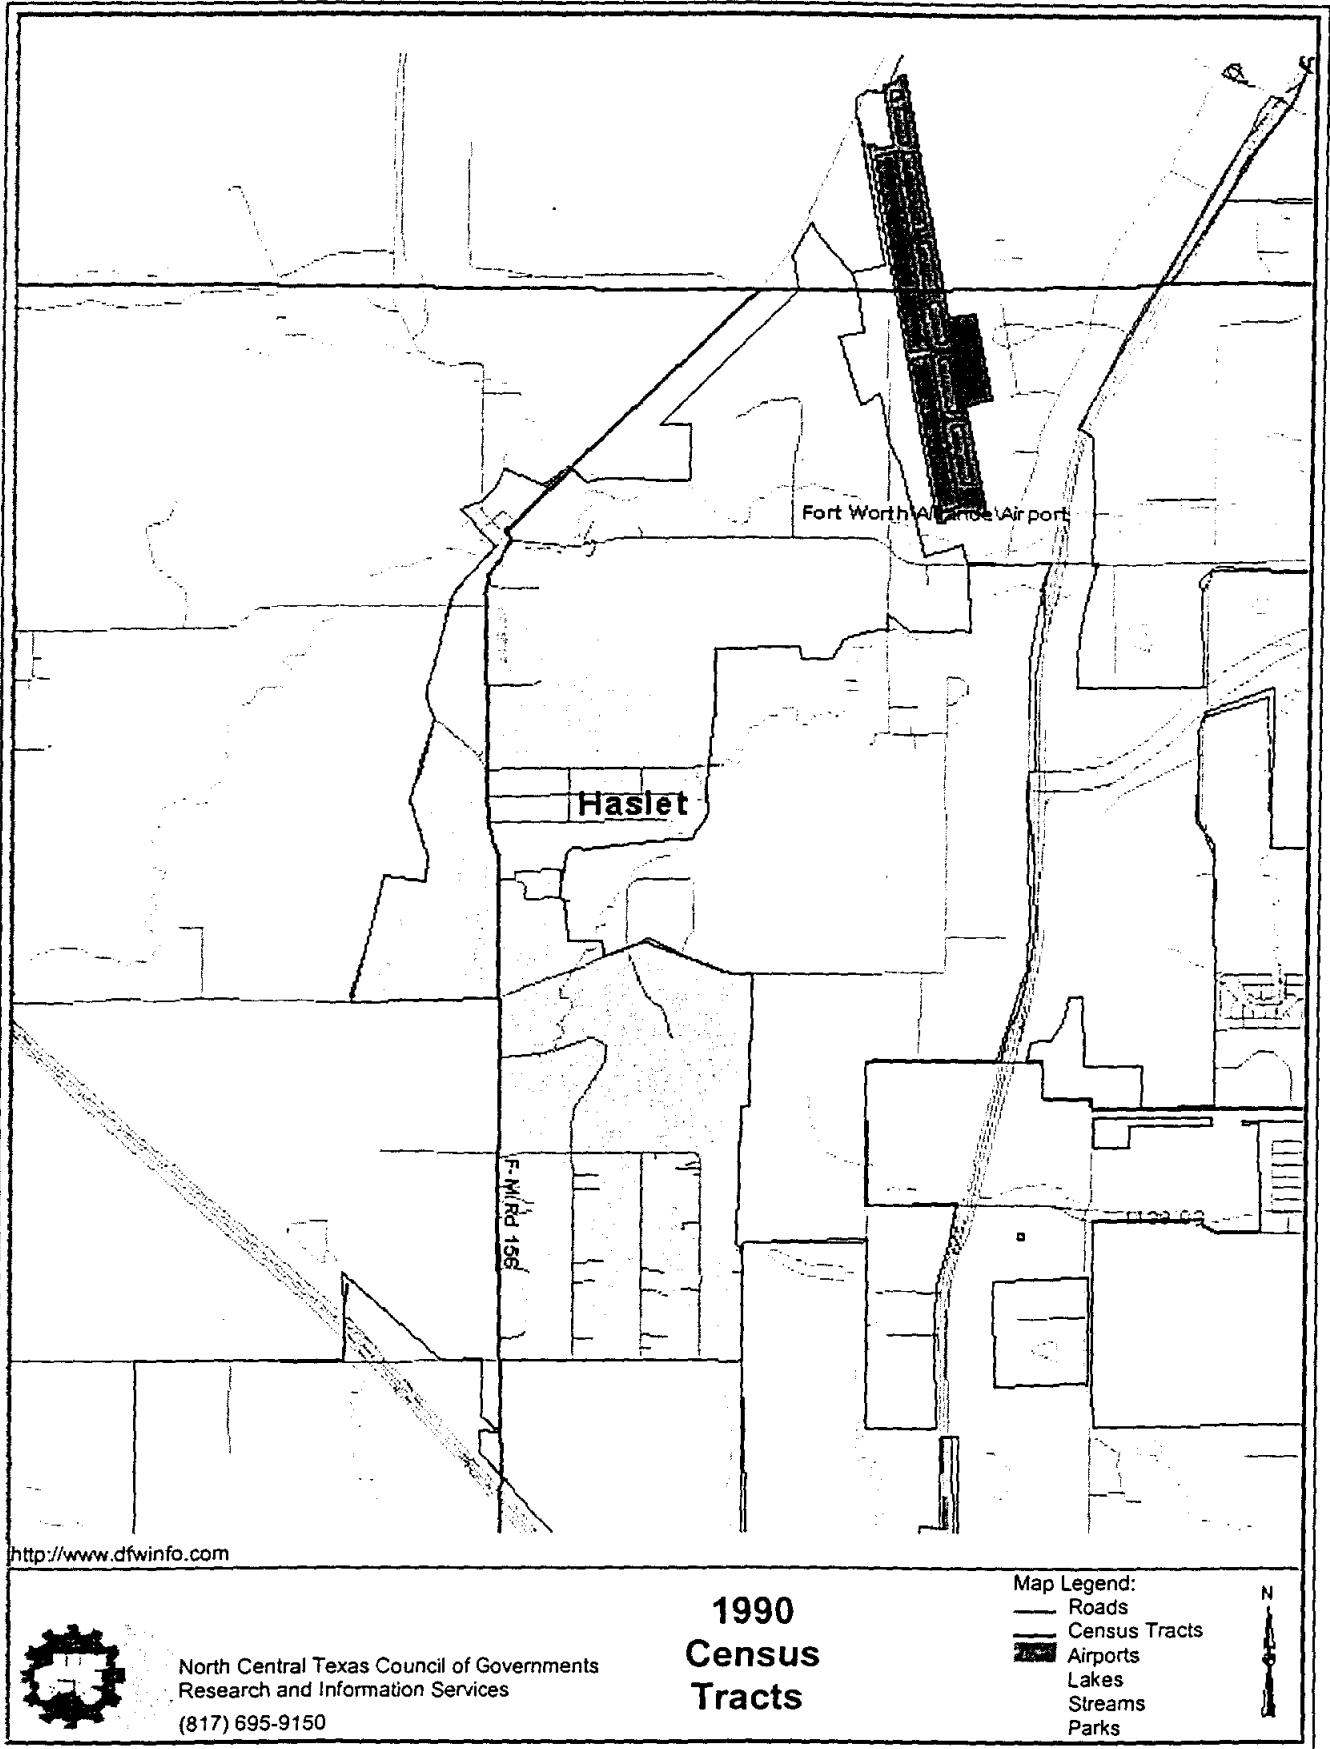 Fort Worth Alliance Airport
Haslet
F-M Rd 156
http://www.dfwinfo.com
North Central Texas Council of Governments
Research and Information Services
(817) 695-9150
1990
Census
Tracts
Map Legend:
Roads
Census Tracts
Airports
Lakes
Streams
Parks
N